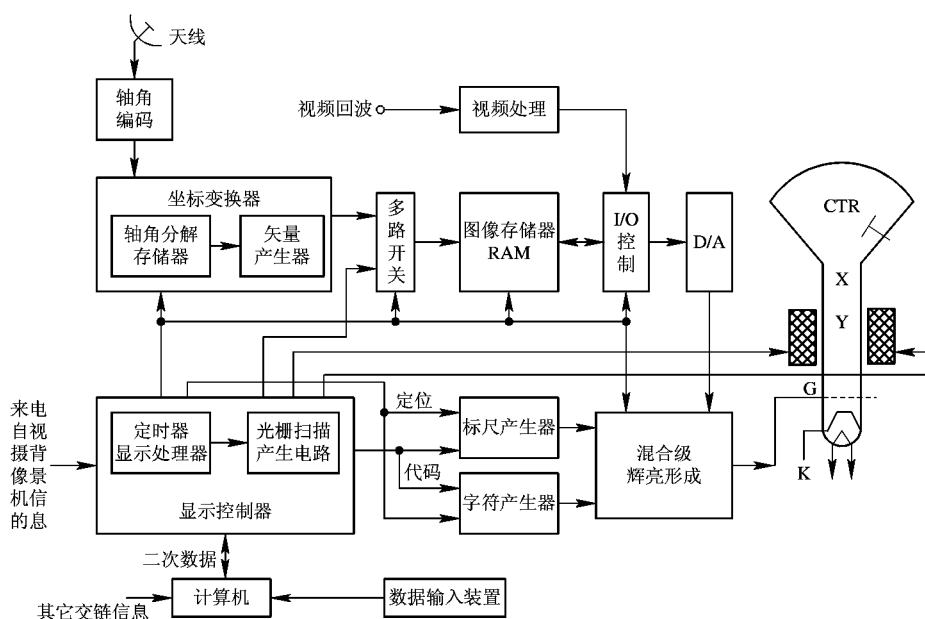 天线
轴角
编码
视频回波
视频处理
坐标变换器
轴角分解
存储器
矢量
产生器
多
路
开
关
图像存储器
RAM
I/O
控
制
D/A
CTR
X
Y
G
K
来电
自视
摄背
像景
机信
的息
定时器
显示处理器
光栅扫描
产生电路
显示控制器
定位
代码
标尺产生器
字符产生器
混合级
辉亮形成
二次数据
计算机
数据输入装置
其它交链信息